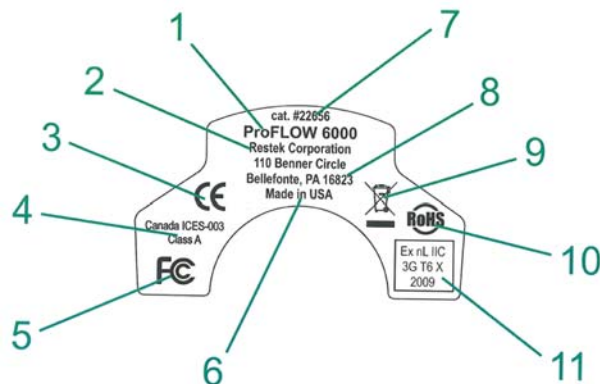 1
7
2
cat. #22656
8
ProFLOW 6000
Restek Corporation
110 Benner Circle
3
Bellefonte, PA 16823
9
Made in USA
CE
4
Canada ICES-003
Class A
RoHS
10
FC
Ex nL IIC
3G T6 X
2009
5
6
11